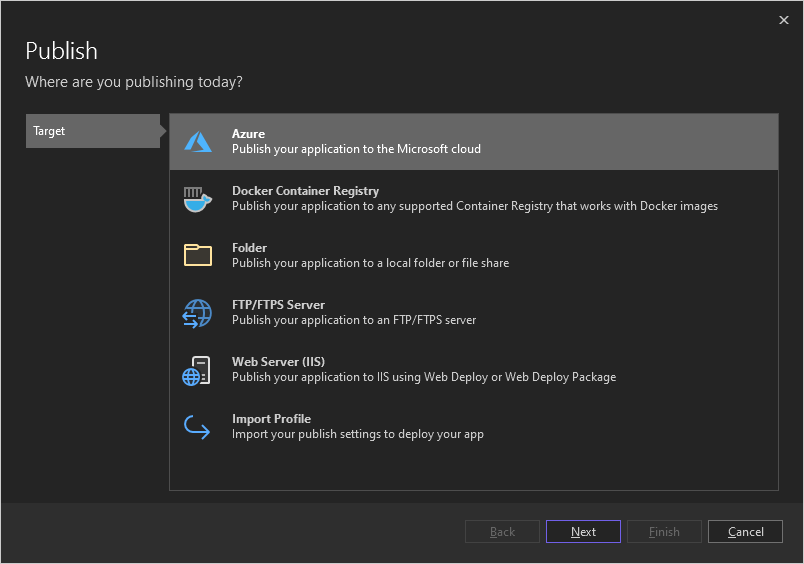 Publish
Where are you publishing today?
Target
Azure
Publish your application to the Microsoft cloud
Docker Container Registry
Publish your application to any supported Container Registry that works with Docker images
Folder
Publish your application to a local folder or file share
FTP/FTPS Server
Publish your application to an FTP/FTPS server
Web Server (IIS)
Publish your application to IIS using Web Deploy or Web Deploy Package
Import Profile
Import your publish settings to deploy your app
Back Next Finish Cancel